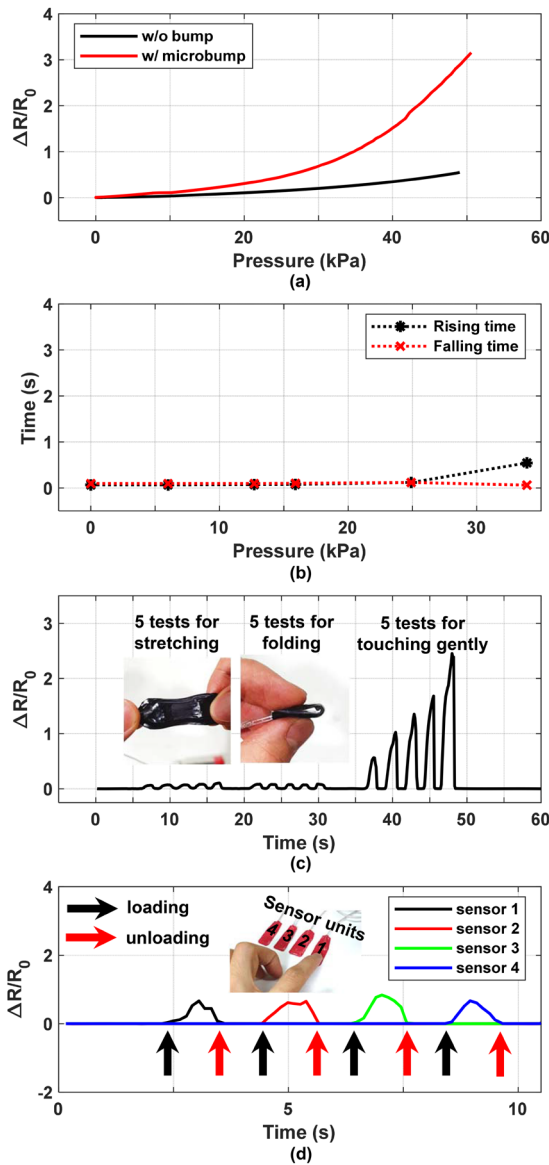 4
w/o bump
w/ microbump
3
2
1
0
ΔR/R0
0 20 40 60
Pressure (kPa)
(a)
4
Rising time
Falling time
3
2
1
0
Time (s)
0 10 20 30
Pressure (kPa)
(b)
3
2
1
0
ΔR/R0
5 tests for
stretching
5 tests for
folding
5 tests for
touching gently
0 10 20 30 40 50 60
Time (s)
(c)
4
2
0
-2
ΔR/R0
loading
unloading
Sensor units
4 3 2 1
sensor 1
sensor 2
sensor 3
sensor 4
0 5 10
Time (s)
(d)